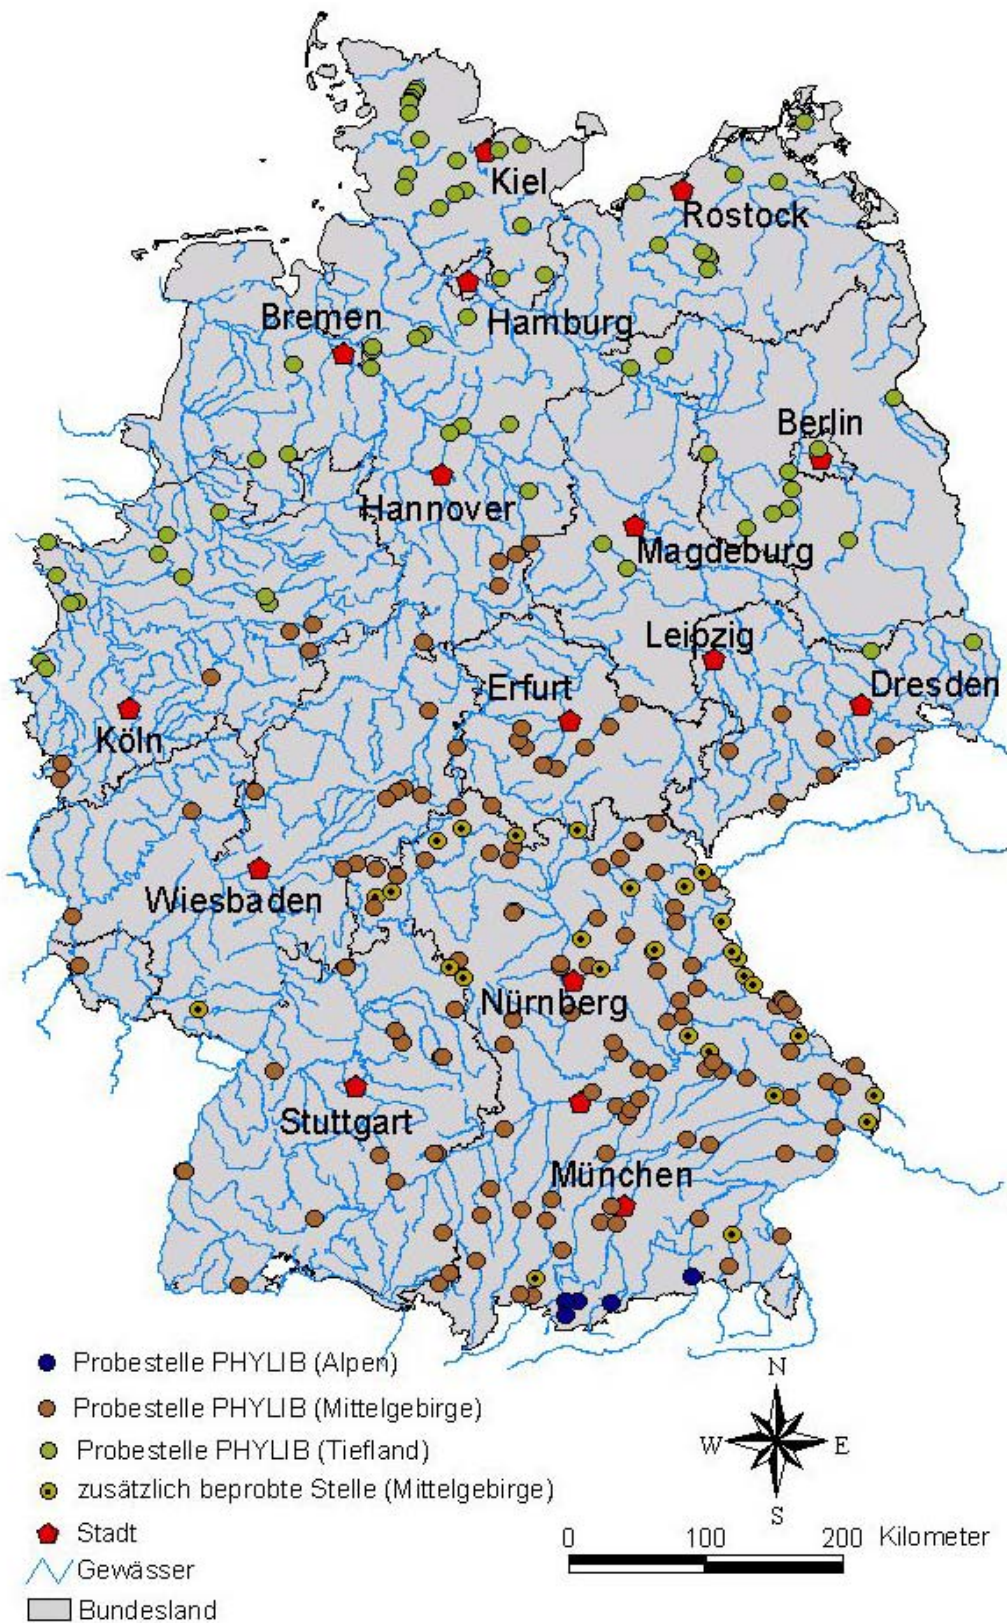 Kiel
Rostock
Bremen
Hamburg
Berlin
Hannover
Magdeburg
Leipzig
Erfurt
Dresden
Köln
Wiesbaden
Nürnberg
Stuttgart
München
Probestelle PHYLIB (Alpen)
Probestelle PHYLIB (Mittelgebirge)
Probestelle PHYLIB (Tiefland)
zusätzlich beprobte Stelle (Mittelgebirge)
Stadt
Gewässer
Bundesland
N
W E
S
0 100 200 Kilometer